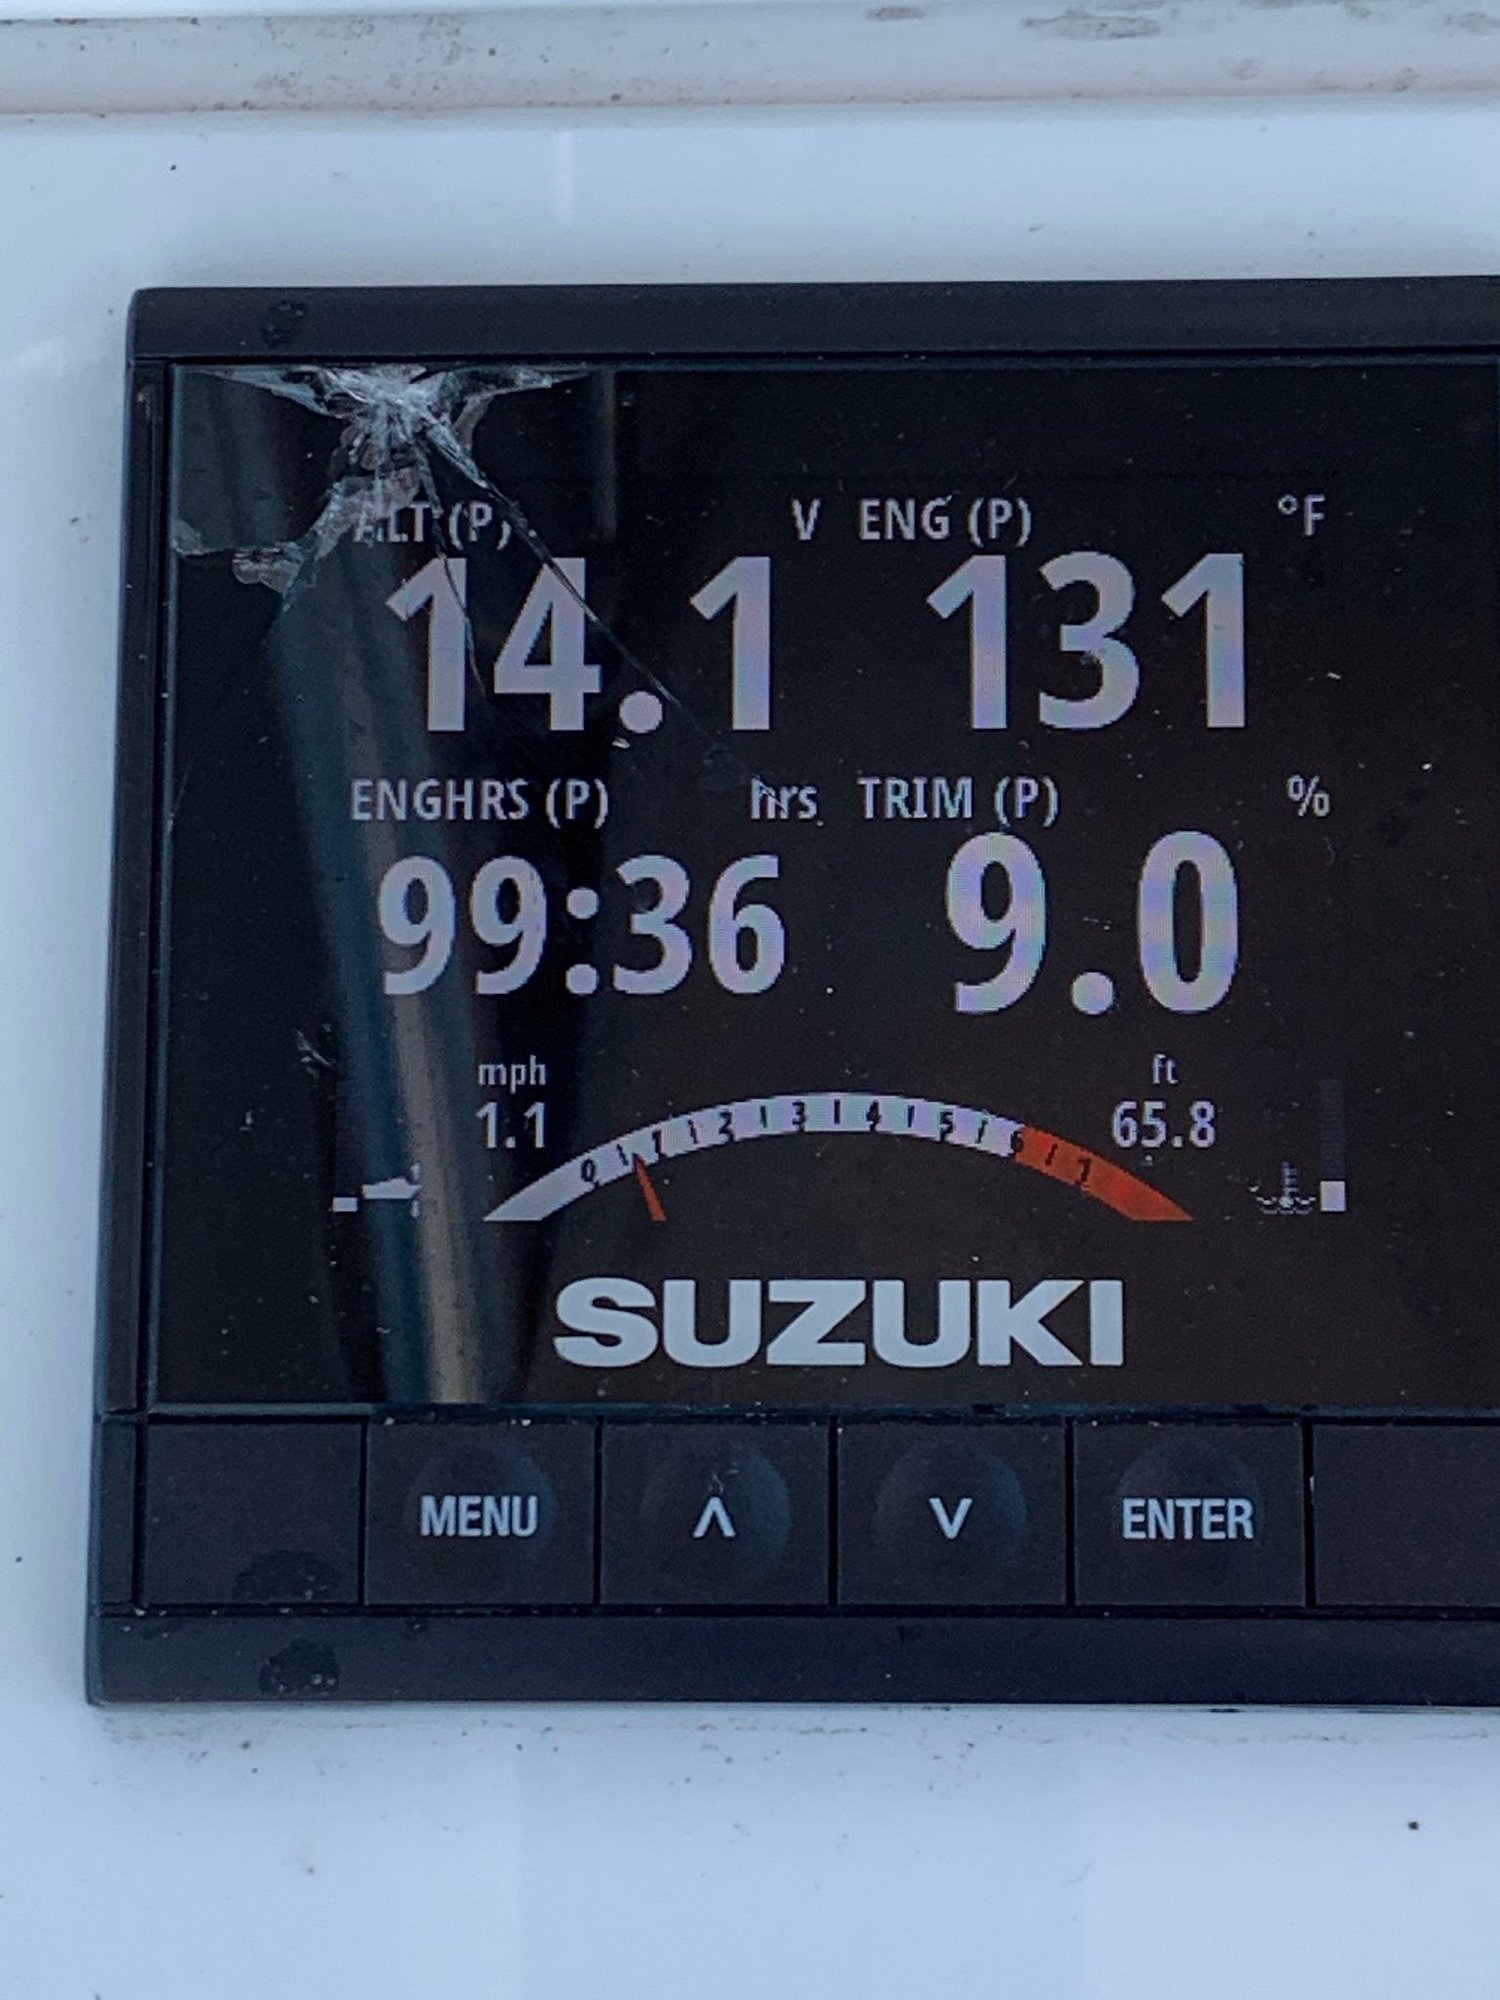 ALT (P) V ENG (P) °F
14.1 131
ENGHRS (P) hrs TRIM (P) %
99:36 9.0
mph ft
1.1 65.8
0 1 2 3 4 5 6 7
SUZUKI
MENU ∧ ∨ ENTER